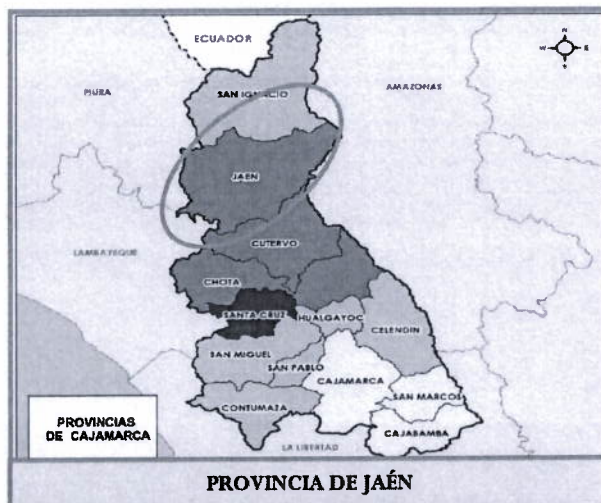 ECUADOR
N
W E
S
PIURA
SAN IGNACIO
AMAZONAS
JAEN
CUTERVO
LAMBAYEQUE
CHOTA
SANTA CRUZ
HUALGAYOC
CELENDIN
SAN MIGUEL
SAN PABLO
CAJAMARCA
SAN MARCOS
CONTUMAZA
PROVINCIAS
DE CAJAMARCA
CAJABAMBA
LA LIBERTAD
PROVINCIA DE JAÉN